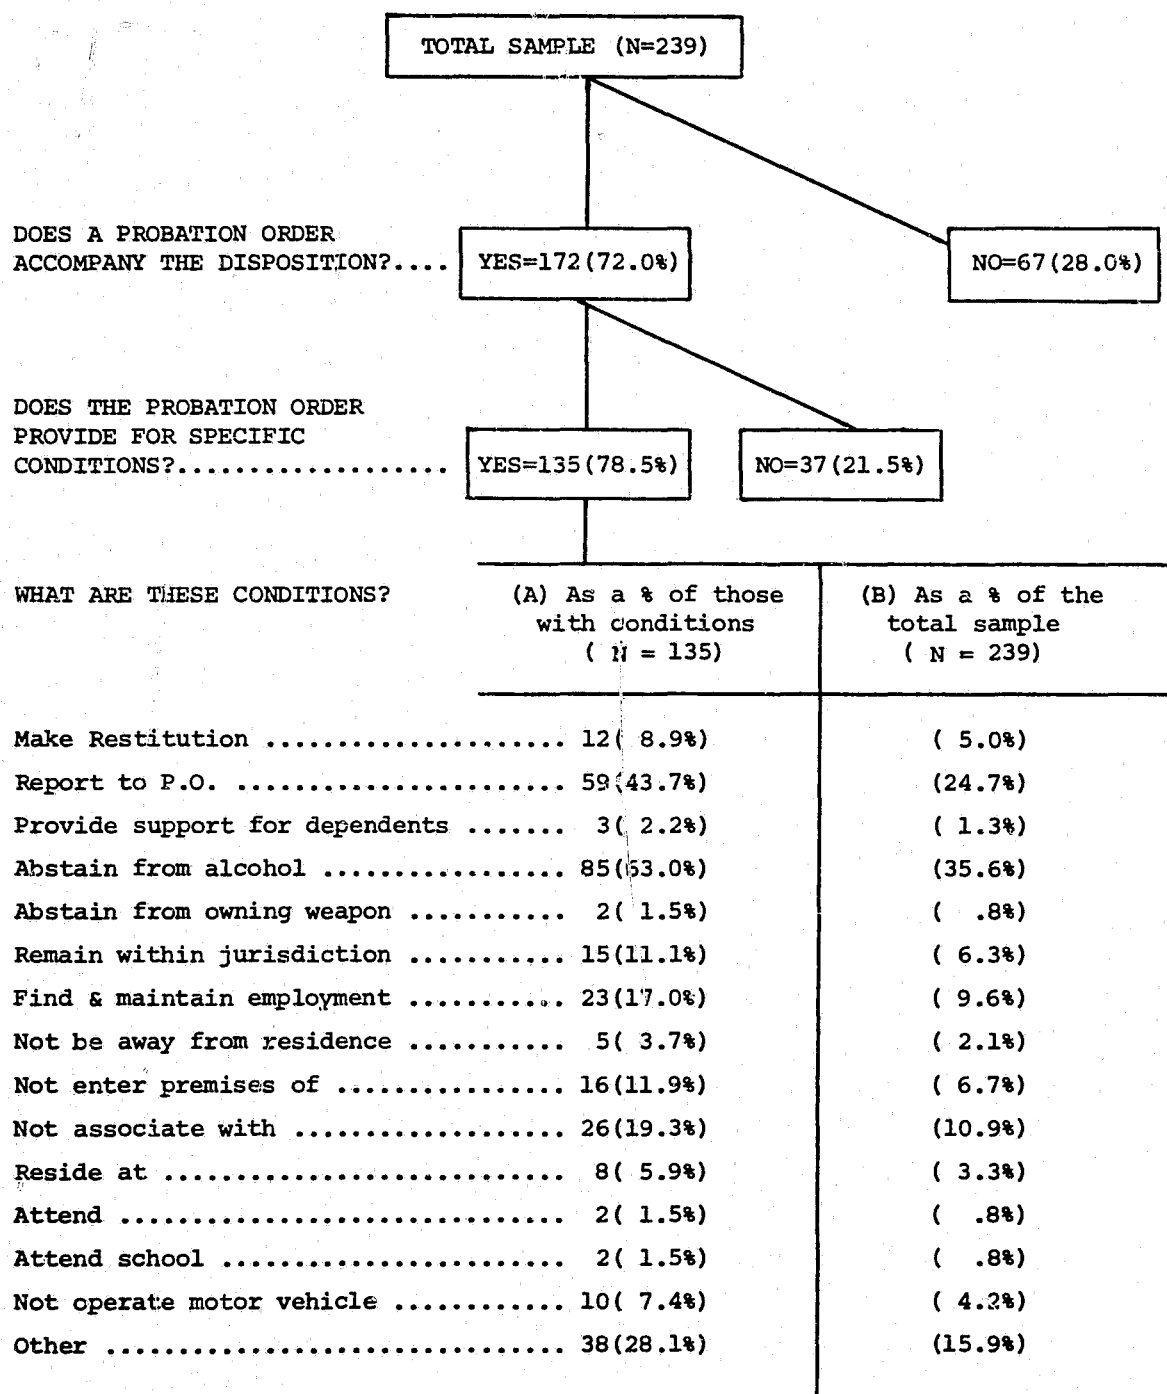 TOTAL SAMPLE (N=239)
DOES A PROBATION ORDER
ACCOMPANY THE DISPOSITION?.... YES=172(72.0%) NO=67(28.0%)
DOES THE PROBATION ORDER
PROVIDE FOR SPECIFIC
CONDITIONS?................... YES=135(78.5%) NO=37(21.5%)
WHAT ARE THESE CONDITIONS? (A) As a % of those (B) As a % of the
with conditions total sample
( N = 135) ( N = 239)
Make Restitution ..................... 12( 8.9%) ( 5.0%)
Report to P.O. ....................... 59(43.7%) (24.7%)
Provide support for dependents ....... 3( 2.2%) ( 1.3%)
Abstain from alcohol ................. 85(63.0%) (35.6%)
Abstain from owning weapon ........... 2( 1.5%) ( .8%)
Remain within jurisdiction ........... 15(11.1%) ( 6.3%)
Find & maintain employment ........... 23(17.0%) ( 9.6%)
Not be away from residence ........... 5( 3.7%) ( 2.1%)
Not enter premises of ................ 16(11.9%) ( 6.7%)
Not associate with ................... 26(19.3%) (10.9%)
Reside at ............................ 8( 5.9%) ( 3.3%)
Attend ............................... 2( 1.5%) ( .8%)
Attend school ........................ 2( 1.5%) ( .8%)
Not operate motor vehicle ............ 10( 7.4%) ( 4.2%)
Other ................................ 38(28.1%) (15.9%)